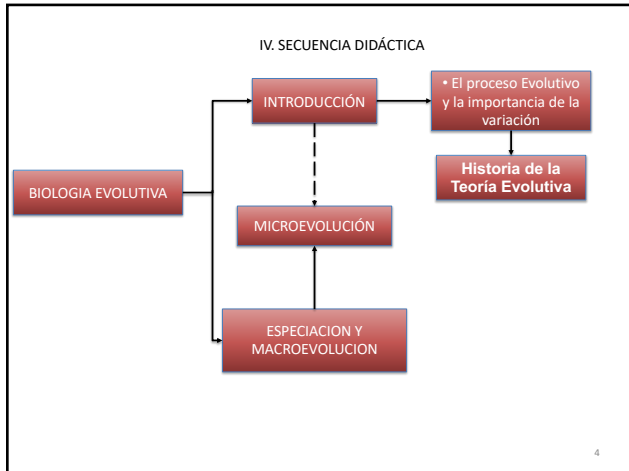 IV. SECUENCIA DIDÁCTICA
INTRODUCCIÓN
• El proceso Evolutivo
y la importancia de la
variación
Historia de la
Teoría Evolutiva
BIOLOGIA EVOLUTIVA
MICROEVOLUCIÓN
ESPECIACION Y
MACROEVOLUCION
4